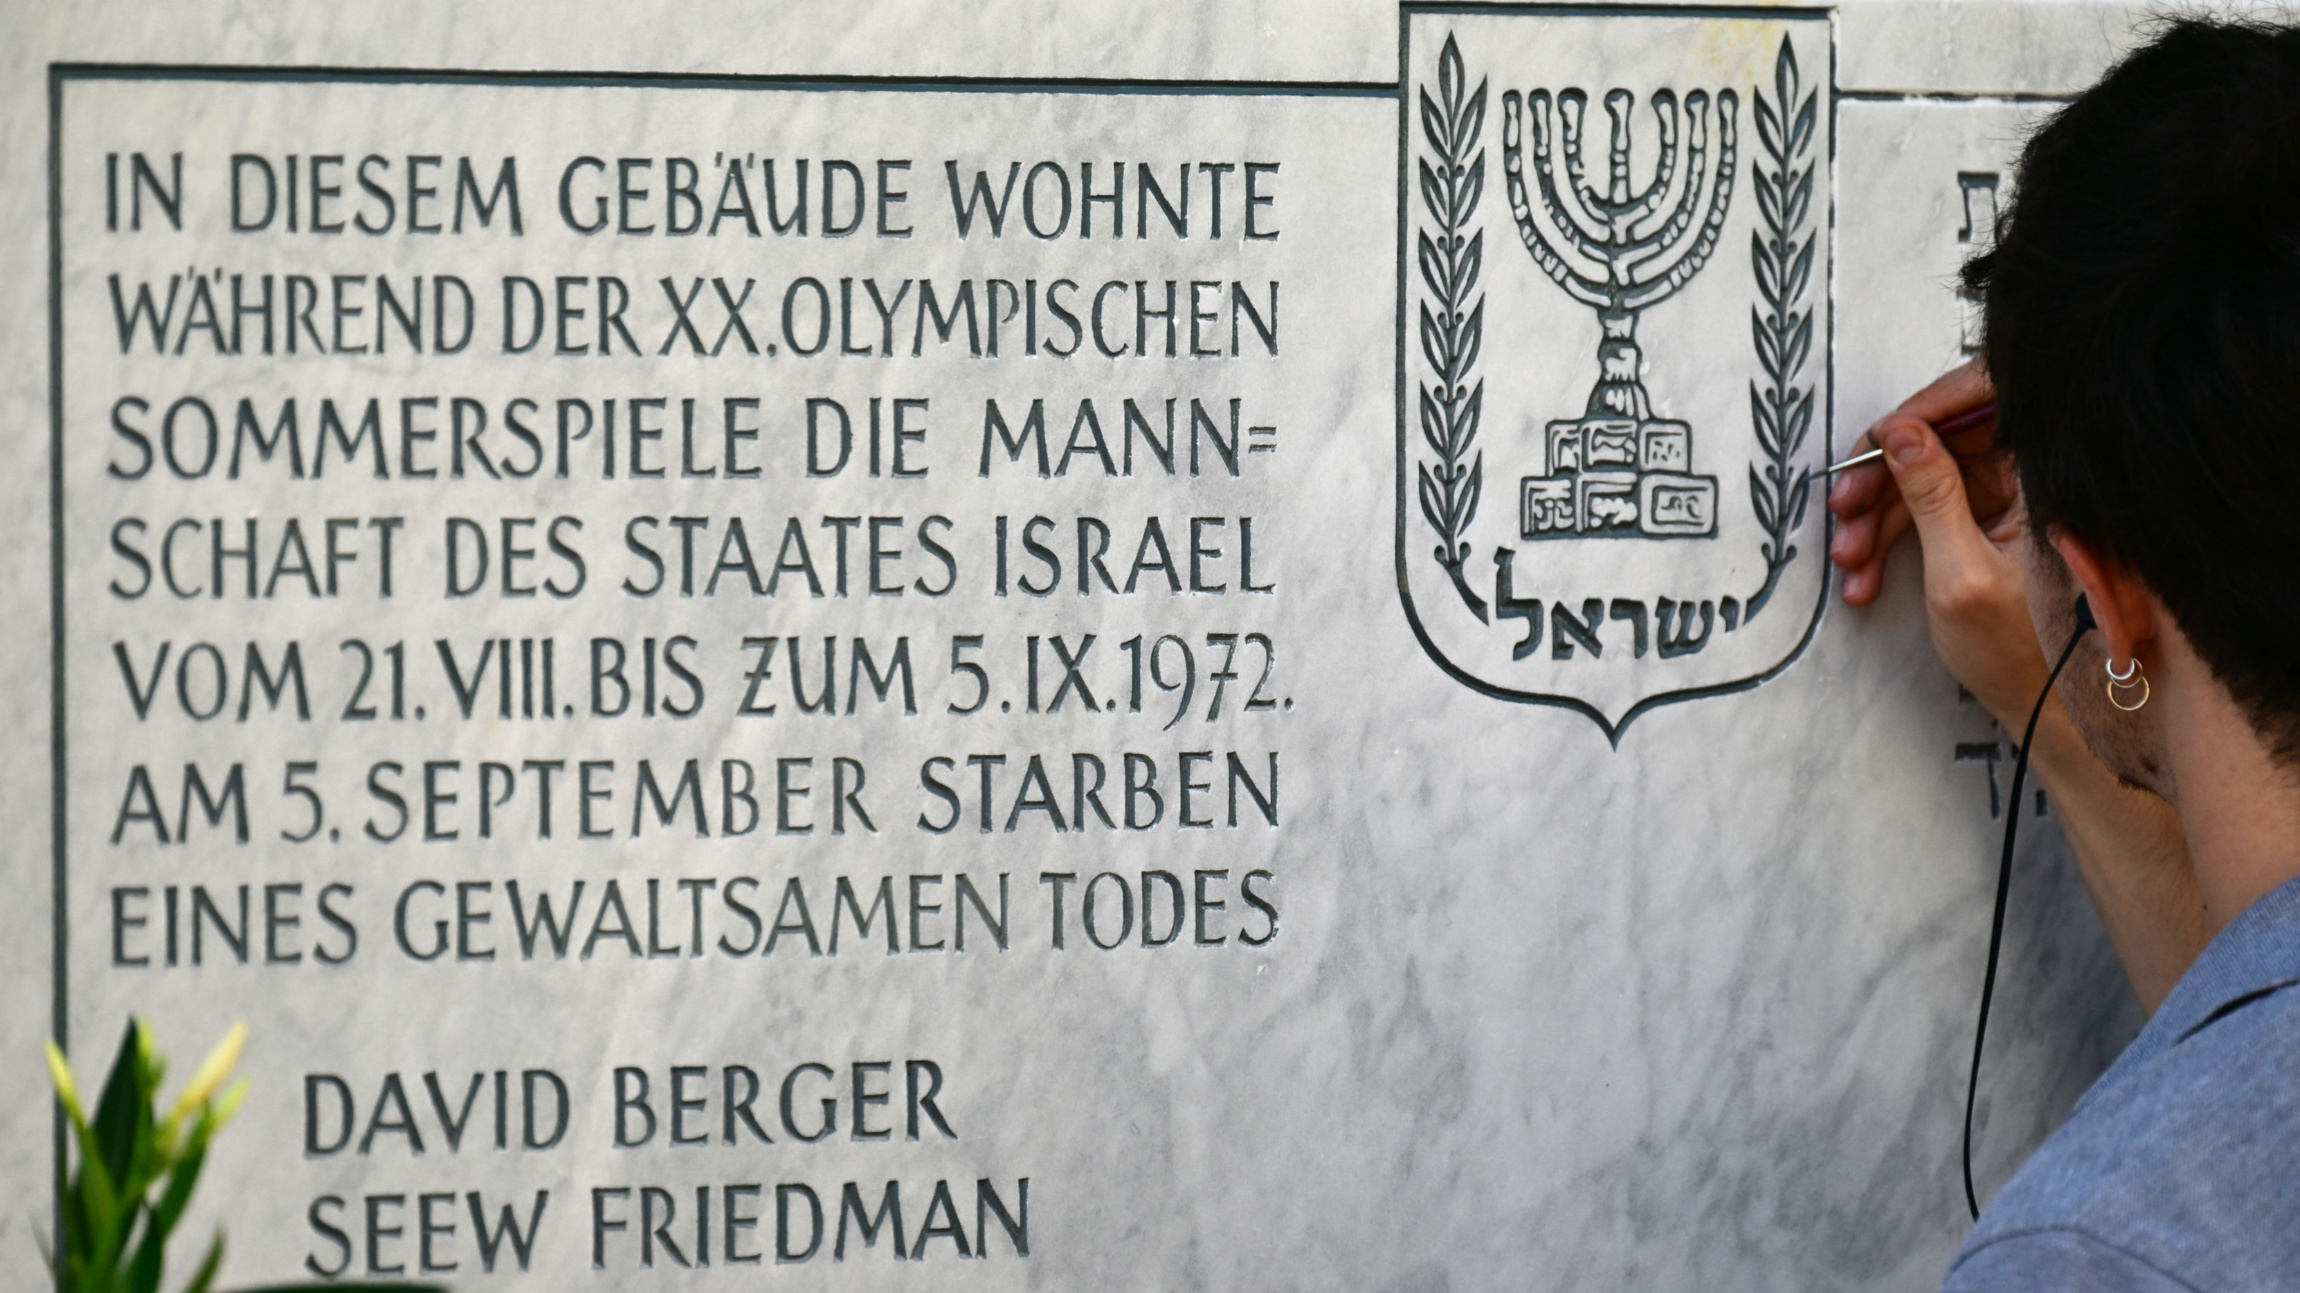 IN DIESEM GEBÄUDE WOHNTE
WÄHREND DER XX. OLYMPISCHEN
SOMMERSPIELE DIE MANN=
SCHAFT DES STAATES ISRAEL
VOM 21. VIII. BIS ZUM 5. IX. 1972.
AM 5. SEPTEMBER STARBEN
EINES GEWALTSAMEN TODES
DAVID BERGER
SEEW FRIEDMAN
ישראל